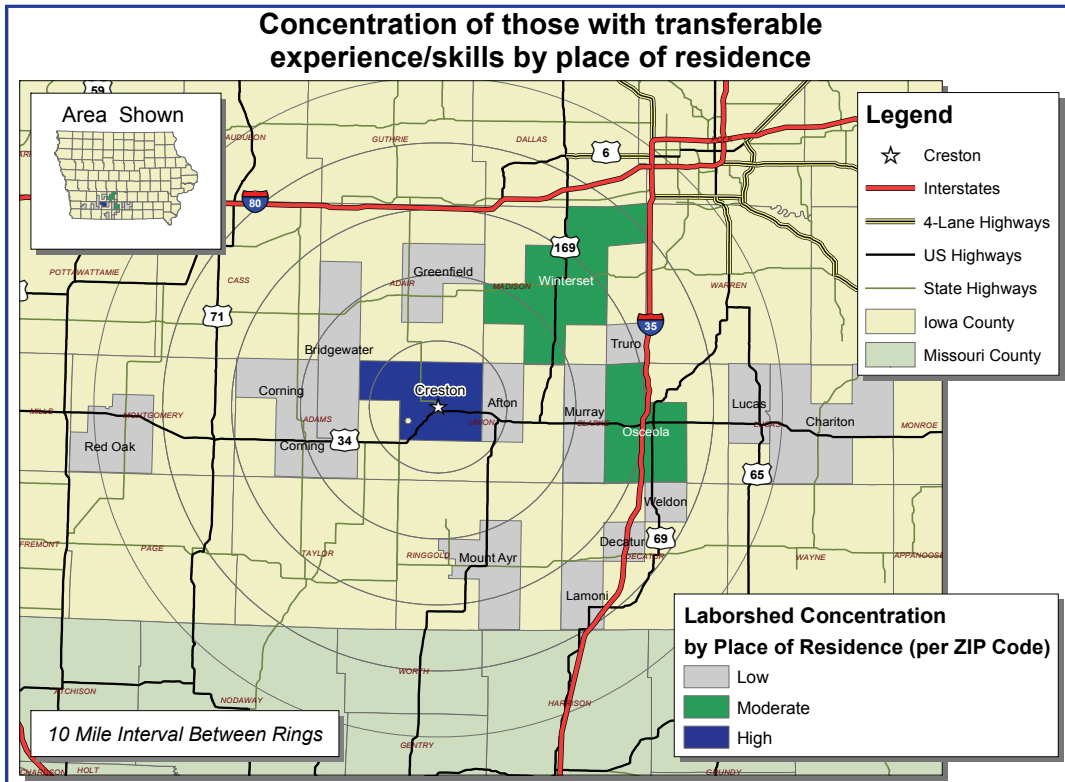 Concentration of those with transferable
experience/skills by place of residence
Area Shown
Legend
Creston
Interstates
4-Lane Highways
US Highways
State Highways
Iowa County
Missouri County
59
AUDUBON
GUTHRIE
DALLAS
6
80
169
POTTAWATTAMIE
CASS
Greenfield
ADAIR
MADISON
Winterset
WARREN
71
35
Bridgewater
Truro
Corning
Creston
Afton
Murray
Lucas
MILLS
MONTGOMERY
ADAMS
UNION
CLARKE
Osceola
LUCAS
Chariton
MONROE
Red Oak
Corning
34
65
Weldon
FREMONT
PAGE
TAYLOR
RINGGOLD
Mount Ayr
Decatur
69
DECATUR
WAYNE
APPANOOSE
Lamoni
WORTH
ATCHISON
NODAWAY
HARRISON
GENTRY
HOLT
GRUNDY
10 Mile Interval Between Rings
Laborshed Concentration
by Place of Residence (per ZIP Code)
Low
Moderate
High